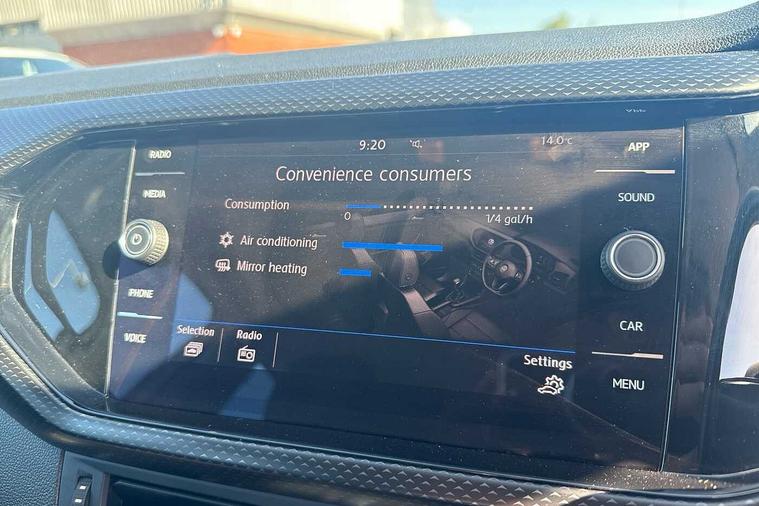 RADIO
MEDIA
PHONE
VOICE
9:20 14.0°C
Convenience consumers
Consumption
0 1/4 gal/h
Air conditioning
Mirror heating
Selection Radio
Settings
APP
SOUND
CAR
MENU